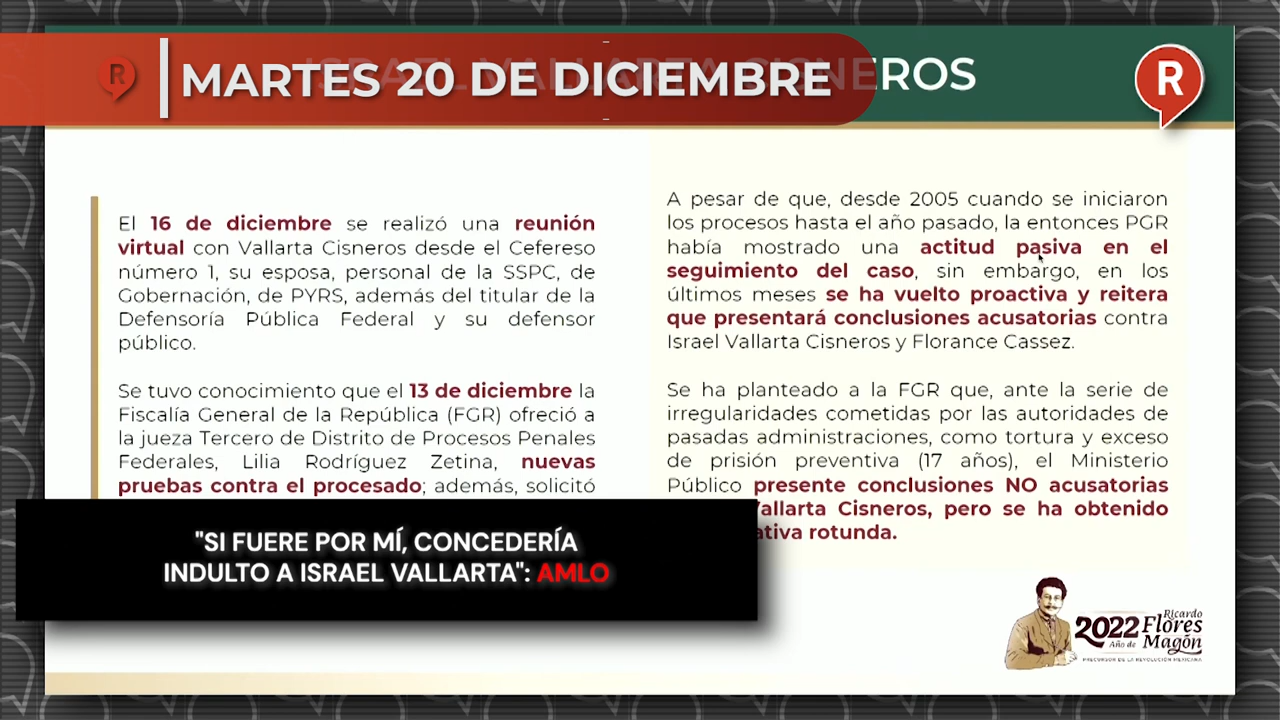 R
MARTES 20 DE DICIEMBRE
EROS
R
El 16 de diciembre se realizó una reunión
virtual con Vallarta Cisneros desde el Cefereso
número 1, su esposa, personal de la SSPC, de
Gobernación, de PYRS, además del titular de la
Defensoría Pública Federal y su defensor
público.
Se tuvo conocimiento que el 13 de diciembre la
Fiscalía General de la República (FGR) ofreció a
la jueza Tercero de Distrito de Procesos Penales
Federales, Lilia Rodríguez Zetina, nuevas
pruebas contra el procesado; además, solicitó
A pesar de que, desde 2005 cuando se iniciaron
los procesos hasta el año pasado, la entonces PGR
había mostrado una actitud pasiva en el
seguimiento del caso, sin embargo, en los
últimos meses se ha vuelto proactiva y reitera
que presentará conclusiones acusatorias contra
Israel Vallarta Cisneros y Florance Cassez.
Se ha planteado a la FGR que, ante la serie de
irregularidades cometidas por las autoridades de
pasadas administraciones, como tortura y exceso
de prisión preventiva (17 años), el Ministerio
Público presente conclusiones NO acusatorias
Vallarta Cisneros, pero se ha obtenido
ativa rotunda.
"SI FUERE POR MÍ, CONCEDERÍA
INDULTO A ISRAEL VALLARTA": AMLO
2022 Ricardo
Año de Flores
Magón
PRECURSOR DE LA REVOLUCIÓN MEXICANA